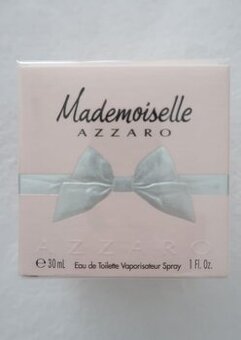 Mademoiselle
AZZARO
AZZARO
℮ 30 mL Eau de Toilette Vaporisateur Spray 1 Fl. Oz.